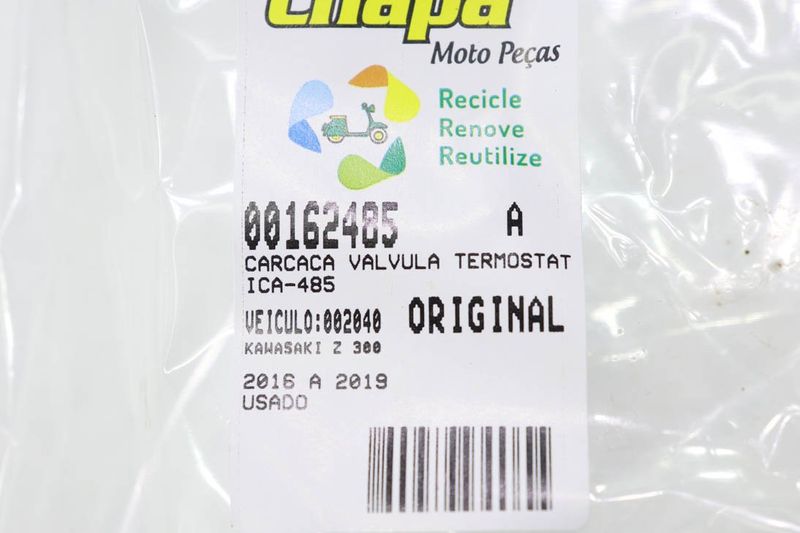 Chapa
Moto Peças
Recicle
Renove
Reutilize
00162485 A
CARCACA VALVULA TERMOSTAT
ICA-485
VEICULO:002040 ORIGINAL
KAWASAKI Z 300
2016 A 2019
USADO